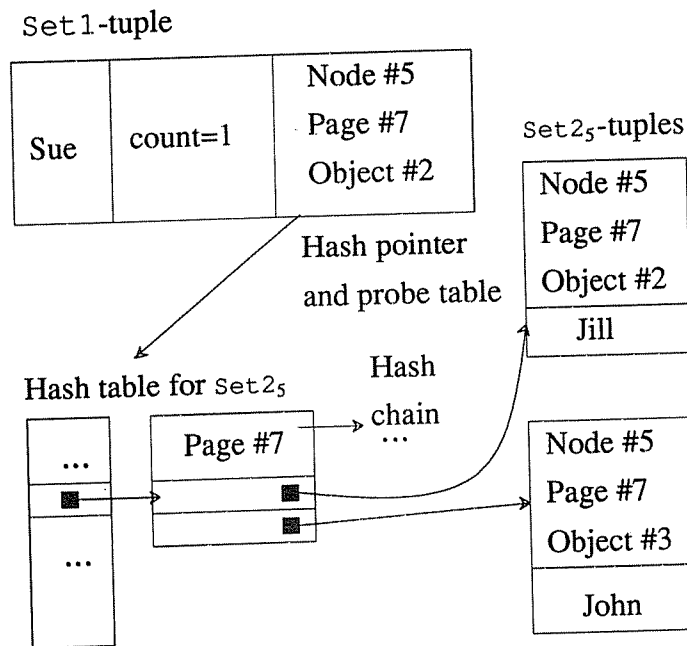 Set1-tuple
Sue
count=1
Node #5
Page #7
Object #2
Hash pointer
and probe table
Set2₅-tuples
Node #5
Page #7
Object #2
Jill
Hash table for Set2₅
...
...
Page #7
Hash
chain
...
Node #5
Page #7
Object #3
John